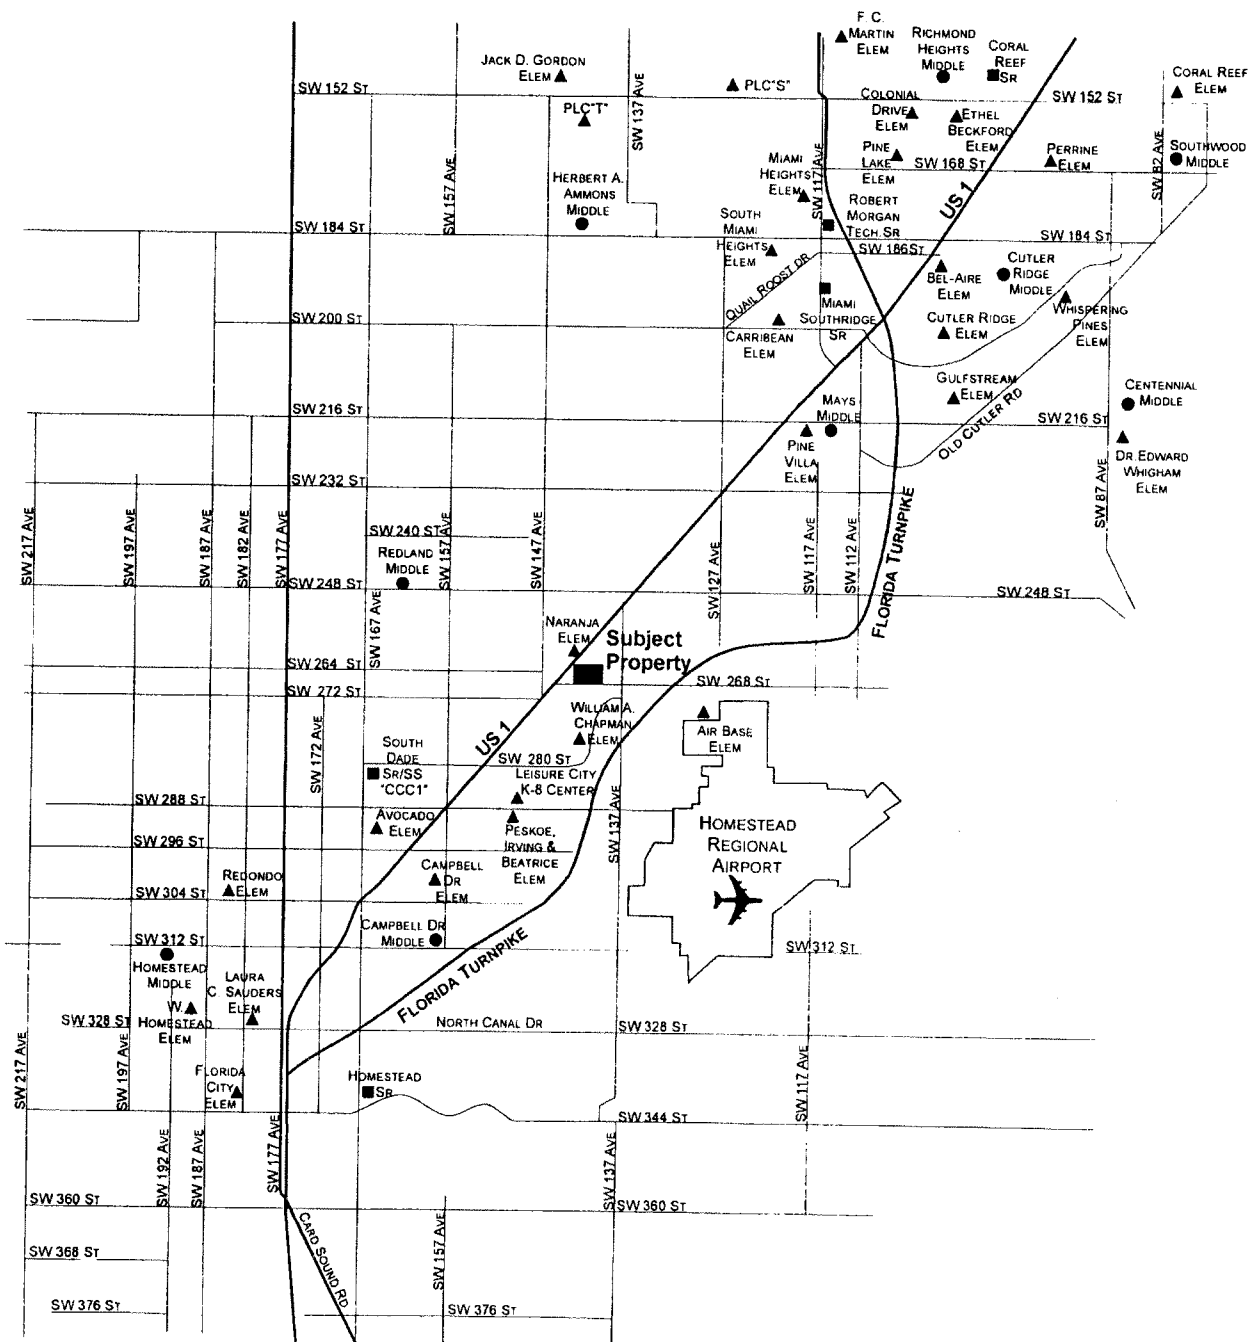 F. C.
MARTIN
ELEM
RICHMOND
HEIGHTS
MIDDLE
CORAL
REEF
SR
JACK D. GORDON
ELEM
SW 137 AVE
PLC"S"
CORAL REEF
ELEM
SW 152 ST
SW 152 ST
PLC"T"
COLONIAL
DRIVE
ELEM
ETHEL
BECKFORD
ELEM
SW 82 AVE
SOUTHWOOD
MIDDLE
SW 157 AVE
HERBERT A.
AMMONS
MIDDLE
MIAMI
HEIGHTS
ELEM
SW 117 AVE
PINE
LAKE
ELEM
SW 168 ST
PERRINE
ELEM
US 1
SOUTH
MIAMI
HEIGHTS
ELEM
ROBERT
MORGAN
TECH. SR
SW 184 ST
SW 184 ST
SW 186 ST
QUAIL ROOST DR
BEL-AIRE
ELEM
CUTLER
RIDGE
MIDDLE
MIAMI
SOUTHRIDGE
SR
WHISPERING
PINES
ELEM
SW 200 ST
CARRIBEAN
ELEM
CUTLER RIDGE
ELEM
GULFSTREAM
ELEM
CENTENNIAL
MIDDLE
SW 216 ST
MAYS
MIDDLE
OLD CUTLER RD
SW 216 ST
PINE
VILLA
ELEM
DR. EDWARD
WHIGHAM
ELEM
SW 232 ST
SW 87 AVE
SW 217 AVE
SW 197 AVE
SW 187 AVE
SW 182 AVE
SW 177 AVE
SW 240 ST
SW 157 AVE
SW 147 AVE
SW 127 AVE
SW 117 AVE
SW 112 AVE
FLORIDA TURNPIKE
REDLAND
MIDDLE
SW 248 ST
SW 248 ST
SW 167 AVE
NARANJA
ELEM
Subject
Property
SW 264 ST
SW 268 ST
SW 272 ST
WILLIAM A.
CHAPMAN
ELEM
AIR BASE
ELEM
US 1
SW 172 AVE
SOUTH
DADE
SR/SS
"CCC1"
SW 280 ST
LEISURE CITY
K-8 CENTER
SW 288 ST
AVOCADO
ELEM
PESKOE,
IRVING &
BEATRICE
ELEM
SW 137 AVE
HOMESTEAD
REGIONAL
AIRPORT
SW 296 ST
REDONDO
ELEM
CAMPBELL
DR
ELEM
SW 304 ST
CAMPBELL DR
MIDDLE
SW 312 ST
SW 312 ST
HOMESTEAD
MIDDLE
LAURA
C. SAUNDERS
ELEM
FLORIDA TURNPIKE
W.
HOMESTEAD
ELEM
SW 328 ST
NORTH CANAL DR
SW 328 ST
SW 217 AVE
SW 197 AVE
FLORIDA
CITY
ELEM
HOMESTEAD
SR
SW 117 AVE
SW 344 ST
SW 192 AVE
SW 187 AVE
SW 177 AVE
SW 137 AVE
SW 360 ST
SW 360 ST
CARD SOUND RD
SW 157 AVE
SW 368 ST
SW 376 ST
SW 376 ST